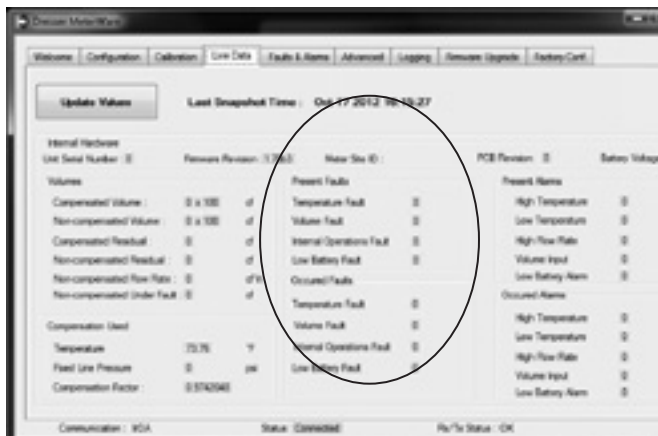 Dresser MeterWare
Welcome Configuration Calibration Live Data Faults & Alarms Advanced Logging Firmware Upgrade Factory Conf.
Update Values Last Snapshot Time : Oct 17 2012
Internal Hardware
Unit Serial Number : 0 Firmware Revision : Meter Site ID : PCB Revision : 0 Battery Voltage
Volumes Present Faults Present Alarms
Compensated Volume : 0 x 100 cf Temperature Fault 0 High Temperature 0
Non-compensated Volume : 0 x 100 cf Volume Fault 0 Low Temperature 0
Compensated Residual 0 cf Internal Operations Fault 0 High Flow Rate 0
Non-compensated Residual : 0 cf Low Battery Fault 0 Volume Input 0
Non-compensated Flow Rate : 0 Occured Faults Low Battery Alarm 0
Non-compensated Under Fault : 0 cf Temperature Fault 0 Occured Alarms
Volume Fault 0 High Temperature 0
Compensation Used Internal Operations Fault 0 Low Temperature 0
Temperature °F Low Battery Fault 0 High Flow Rate 0
Fixed Line Pressure 0 psi Volume Input 0
Compensation Factor : Low Battery Alarm 0
Communication : IrDA Status : Connected Rx/Tx Status : OK